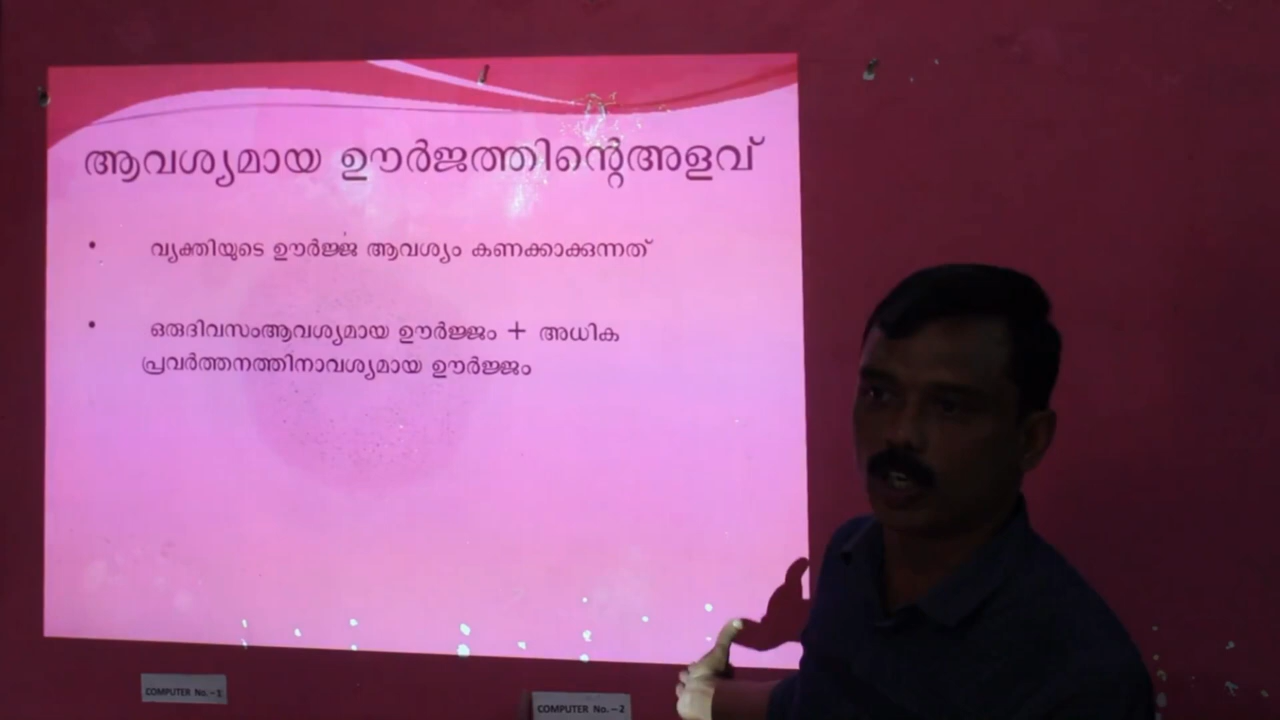 ആവശ്യമായ ഊർജത്തിന്റെഅളവ്
• വ്യക്തിയുടെ ഊർജ്ജ ആവശ്യം കണക്കാക്കുന്നത്
• ഒരുദിവസംആവശ്യമായ ഊർജ്ജം + അധിക
പ്രവർത്തനത്തിനാവശ്യമായ ഊർജ്ജം
COMPUTER No. – 1
COMPUTER No. – 2